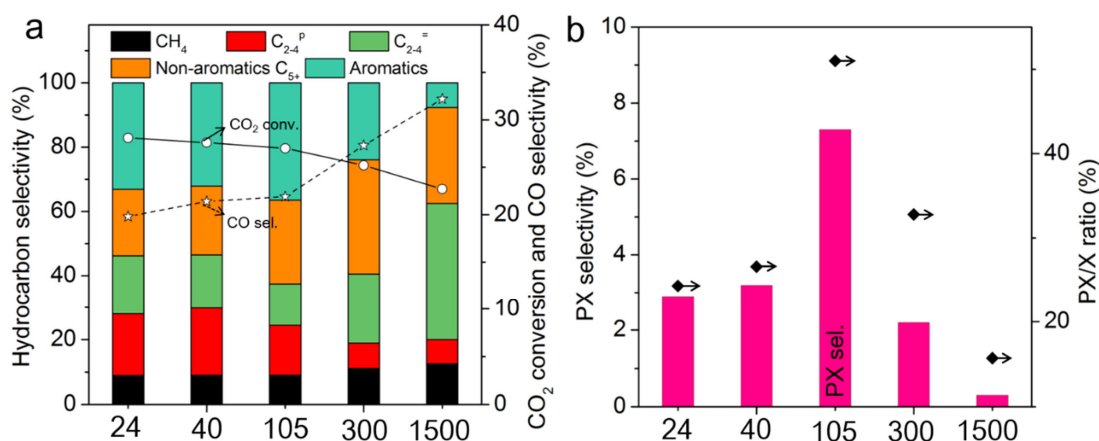 a
CH4
C2-4p
C2-4=
Non-aromatics C5+
Aromatics
Hydrocarbon selectivity (%)
100
80
60
40
20
0
CO2 conv.
CO sel.
24 40 105 300 1500
40
30
20
10
0
CO2 conversion and CO selectivity (%)
b
PX selectivity (%)
10
8
6
4
2
0
PX sel.
24 40 105 300 1500
40
20
PX/X ratio (%)